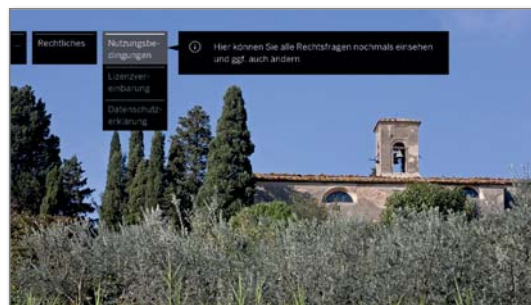 ...
Rechtliches
Nutzungsbe-
dingungen
Lizenzver-
einbarung
Datenschutz-
erklärung
Hier können Sie alle Rechtsfragen nochmals einsehen
und ggf. auch ändern